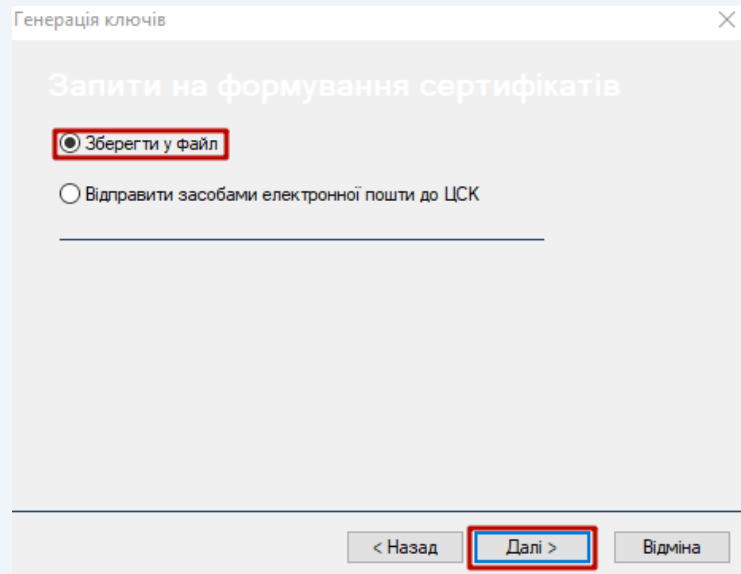 Генерація ключів
Запити на формування сертифікатів
Зберегти у файл
Відправити засобами електронної пошти до ЦСК
< Назад Далі > Відміна